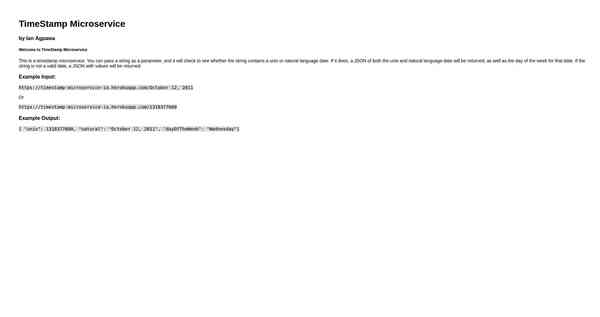 TimeStamp Microservice
by Ian Agpawa
Welcome to TimeStamp Microservice
This is a timestamp microservice. You can pass a string as a parameter, and it will check to see whether the string contains a unix or natural language date. If it does, a JSON of both the unix and natural language date will be returned, as well as the day of the week for that date. If the
string is not a valid date, a JSON with values will be returned.
Example Input:
https://timestamp-microservice-ia.herokuapp.com/October 12, 2011
Or
https://timestamp-microservice-ia.herokuapp.com/1318377600
Example Output:
{ "unix": 1318377600, "natural": "October 12, 2011", "dayOfTheWeek": "Wednesday"}